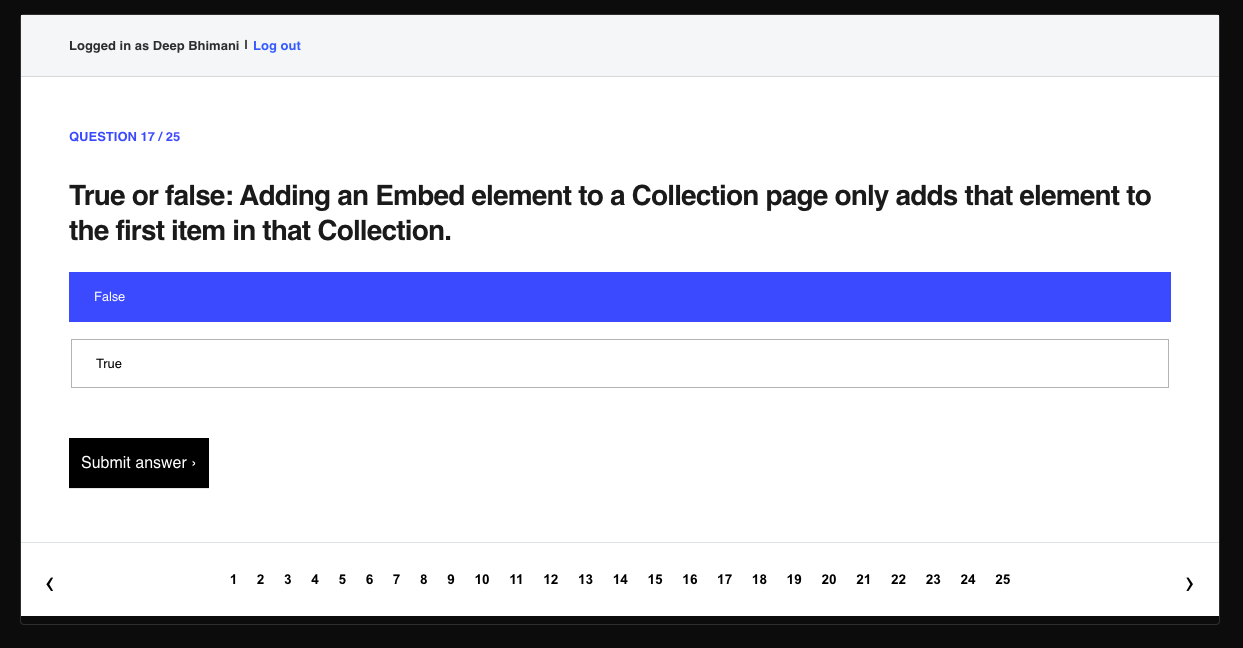 Logged in as Deep Bhimani | Log out
QUESTION 17 / 25
True or false: Adding an Embed element to a Collection page only adds that element to
the first item in that Collection.
False
True
Submit answer ›
‹ 1 2 3 4 5 6 7 8 9 10 11 12 13 14 15 16 17 18 19 20 21 22 23 24 25 ›